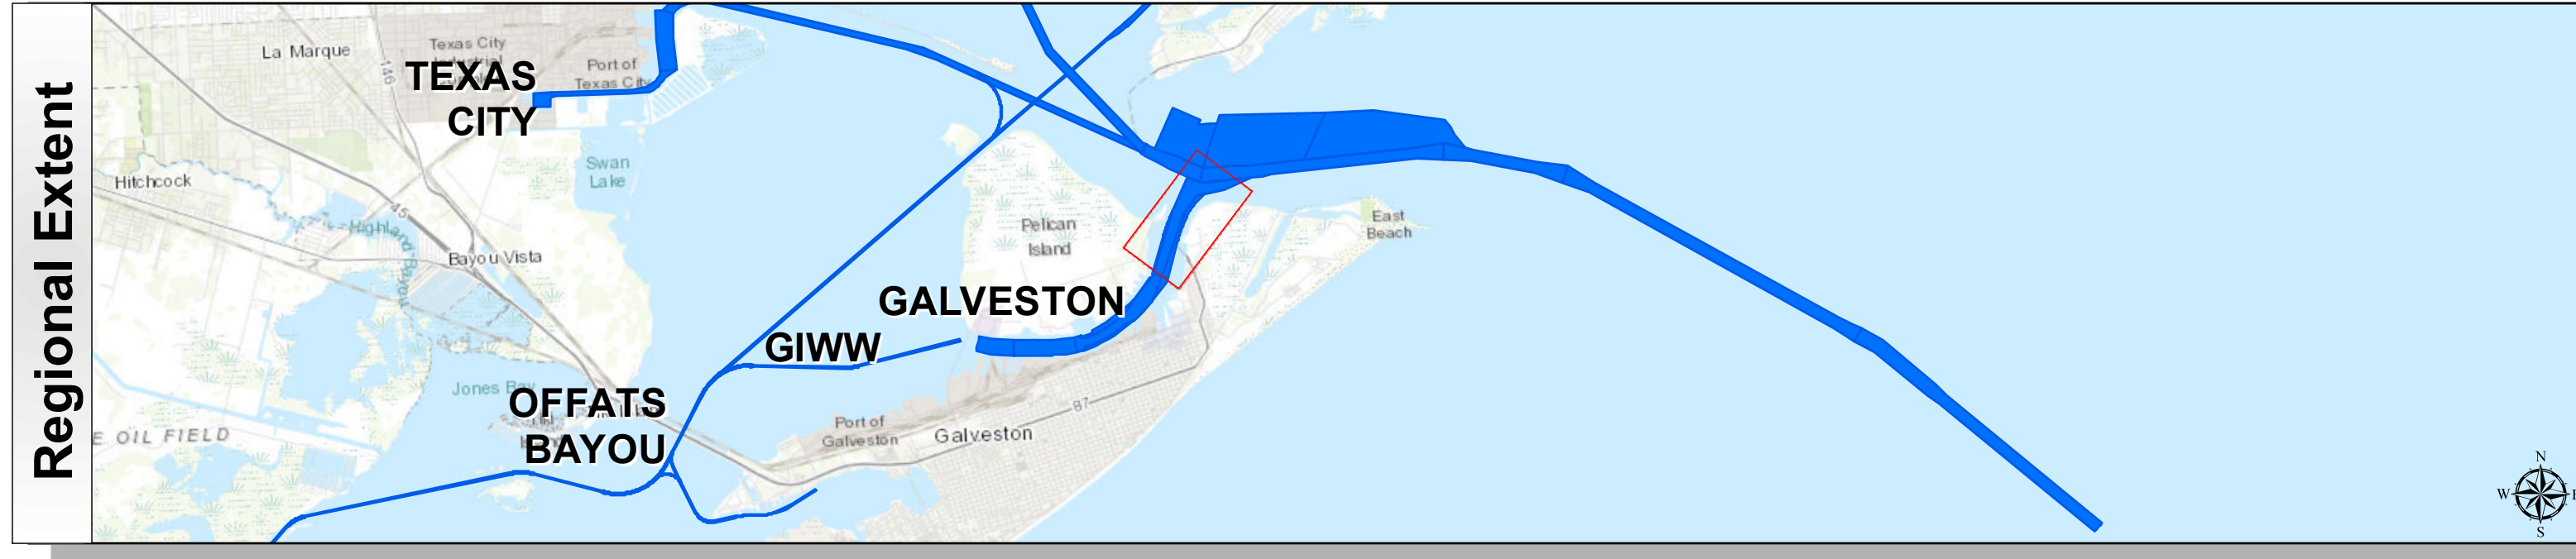 Regional Extent
La Marque
Texas City
Port of
Texas City
146
TEXAS
CITY
Swan
Lake
Hitchcock
45
Highland Bayou
Bayou Vista
Pelican
Island
East
Beach
GALVESTON
GIWW
Jones Bay
OFFATS
BAYOU
E OIL FIELD
Port of
Galveston
Galveston
87
N
W
S